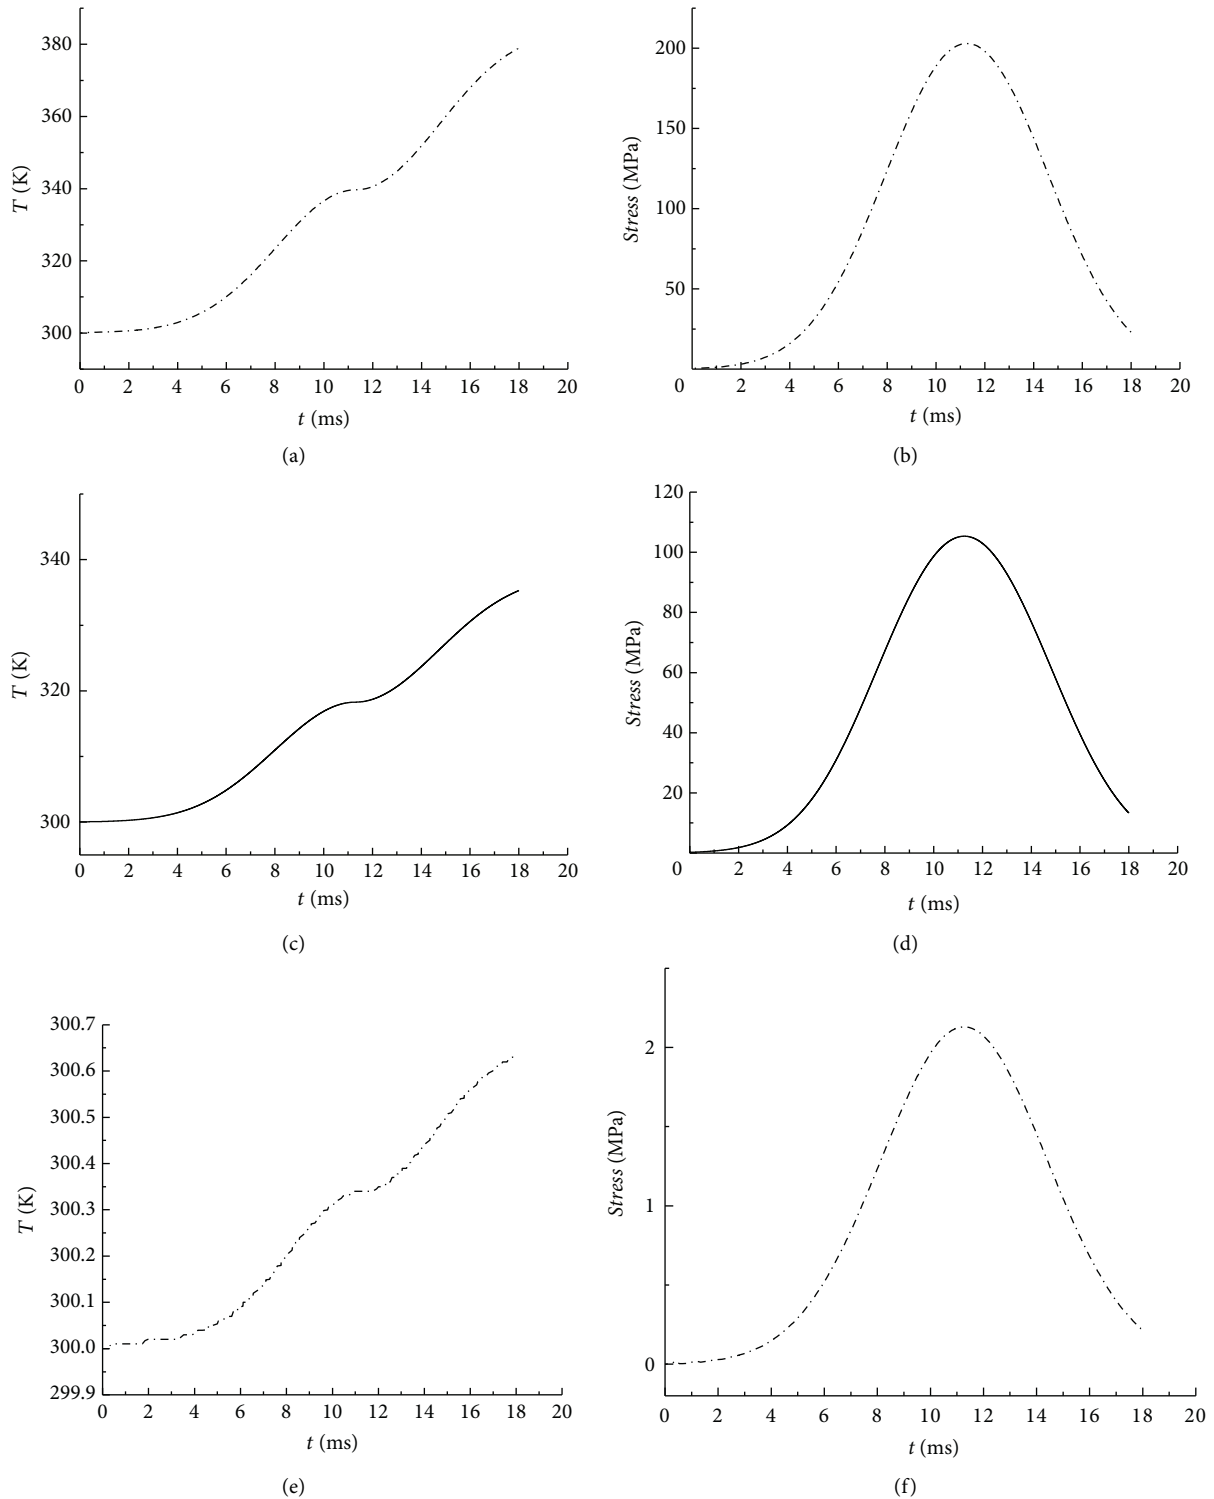 380
360
340
320
300
T (K)
0 2 4 6 8 10 12 14 16 18 20
t (ms)
(a)
200
150
100
50
Stress (MPa)
0 2 4 6 8 10 12 14 16 18 20
t (ms)
(b)
340
320
300
T (K)
0 2 4 6 8 10 12 14 16 18 20
t (ms)
(c)
120
100
80
60
40
20
Stress (MPa)
0 2 4 6 8 10 12 14 16 18 20
t (ms)
(d)
300.7
300.6
300.5
300.4
300.3
300.2
300.1
300.0
299.9
T (K)
0 2 4 6 8 10 12 14 16 18 20
t (ms)
(e)
2
1
0
Stress (MPa)
0 2 4 6 8 10 12 14 16 18 20
t (ms)
(f)